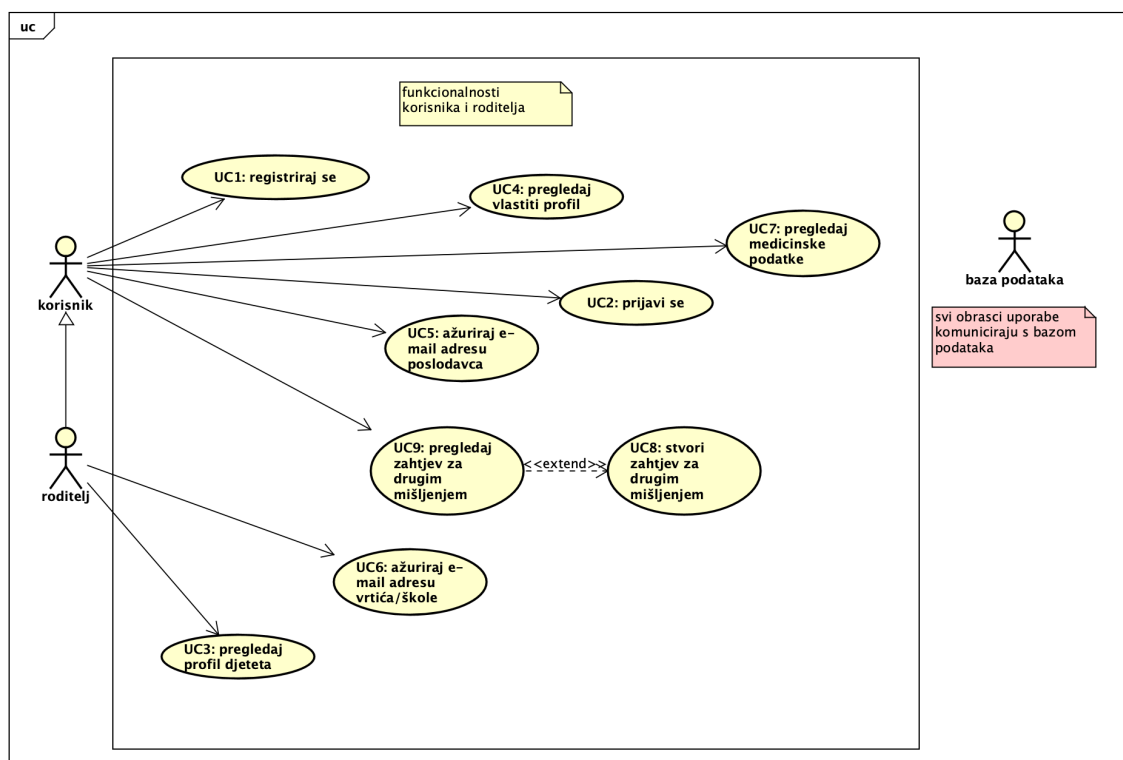 uc
funkcionalnosti
korisnika i roditelja
UC1: registriraj se
UC4: pregledaj
vlastiti profil
UC7: pregledaj
medicinske
podatke
korisnik
baza podataka
UC2: prijavi se
svi obrasci uporabe
komuniciraju s bazom
podataka
UC5: ažuriraj e-
mail adresu
poslodavca
UC9: pregledaj
zahtjev za
drugim
mišljenjem
<<extend>>
UC8: stvori
zahtjev za
drugim
mišljenjem
roditelj
UC6: ažuriraj e-
mail adresu
vrtića/škole
UC3: pregledaj
profil djeteta